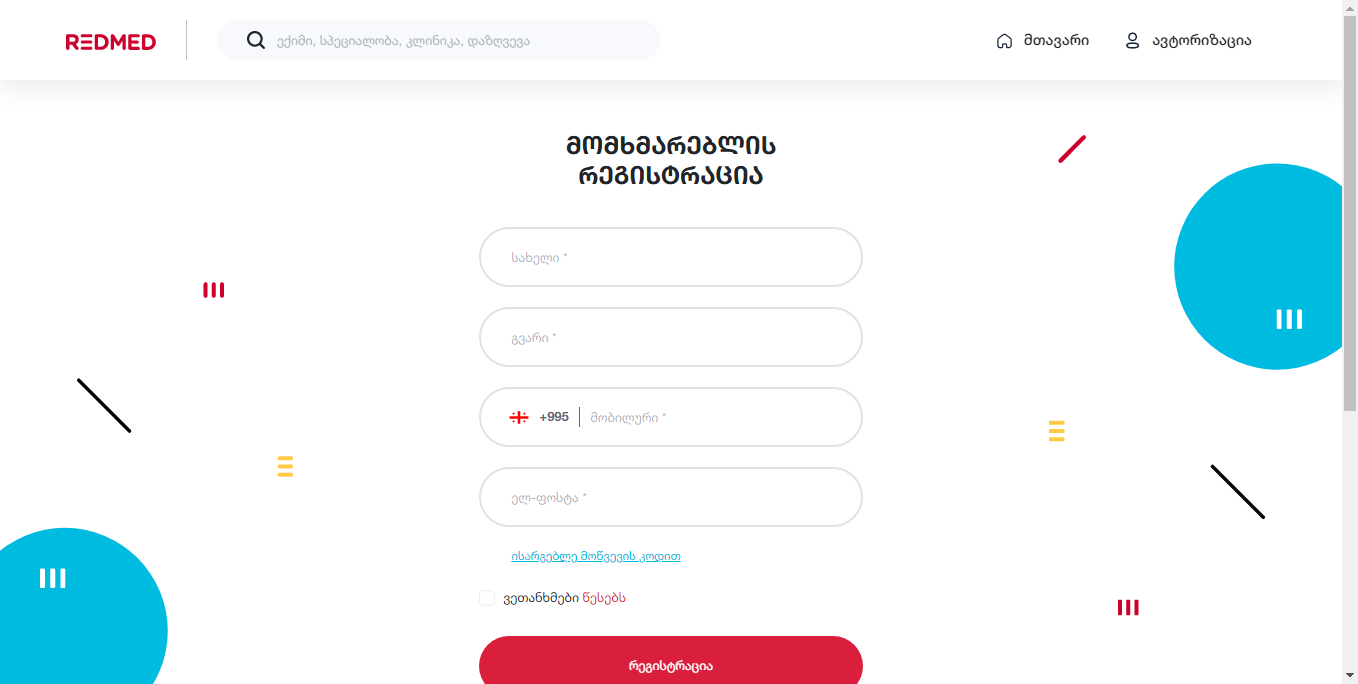 REDMED
ექიმი, სპეციალობა, კლინიკა, დაზღვევა
მთავარი
ავტორიზაცია
მომხმარებლის
რეგისტრაცია
სახელი *
გვარი *
+995
მობილური *
ელ-ფოსტა *
ისარგებლე მოწვევის კოდით
ვეთანხმები წესებს
რეგისტრაცია